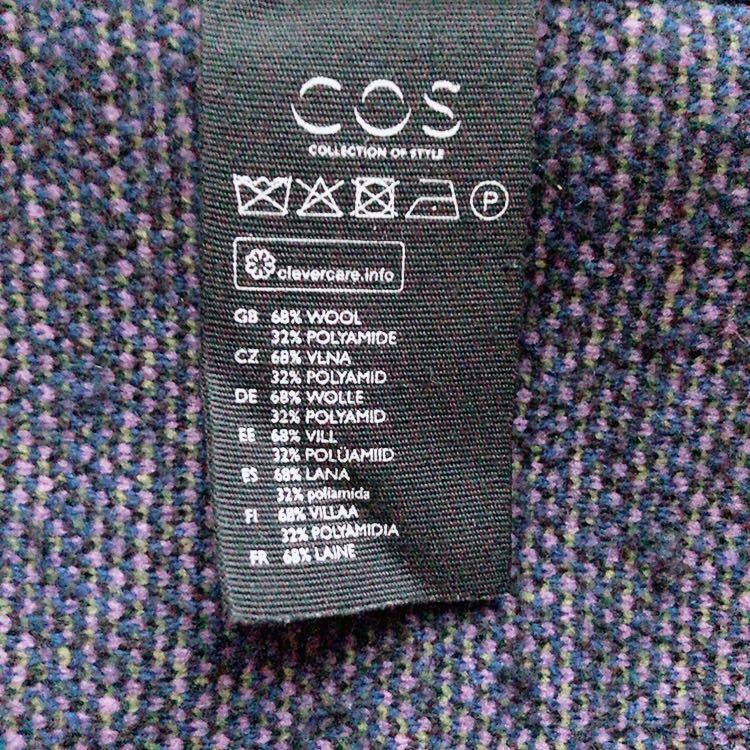 COS
COLLECTION OF STYLE
P
clevercare.info
GB 68% WOOL
32% POLYAMIDE
CZ 68% VLNA
32% POLYAMID
DE 68% WOLLE
32% POLYAMID
EE 68% VILL
32% POLÜAMIID
ES 68% LANA
32% poliamida
FI 68% VILLAA
32% POLYAMIDIA
FR 68% LAINE